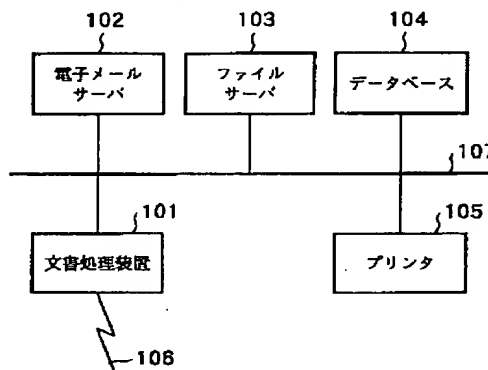 102
103
104
電子メール
サーバ
ファイル
サーバ
データベース
107
101
105
文書処理装置
プリンタ
106